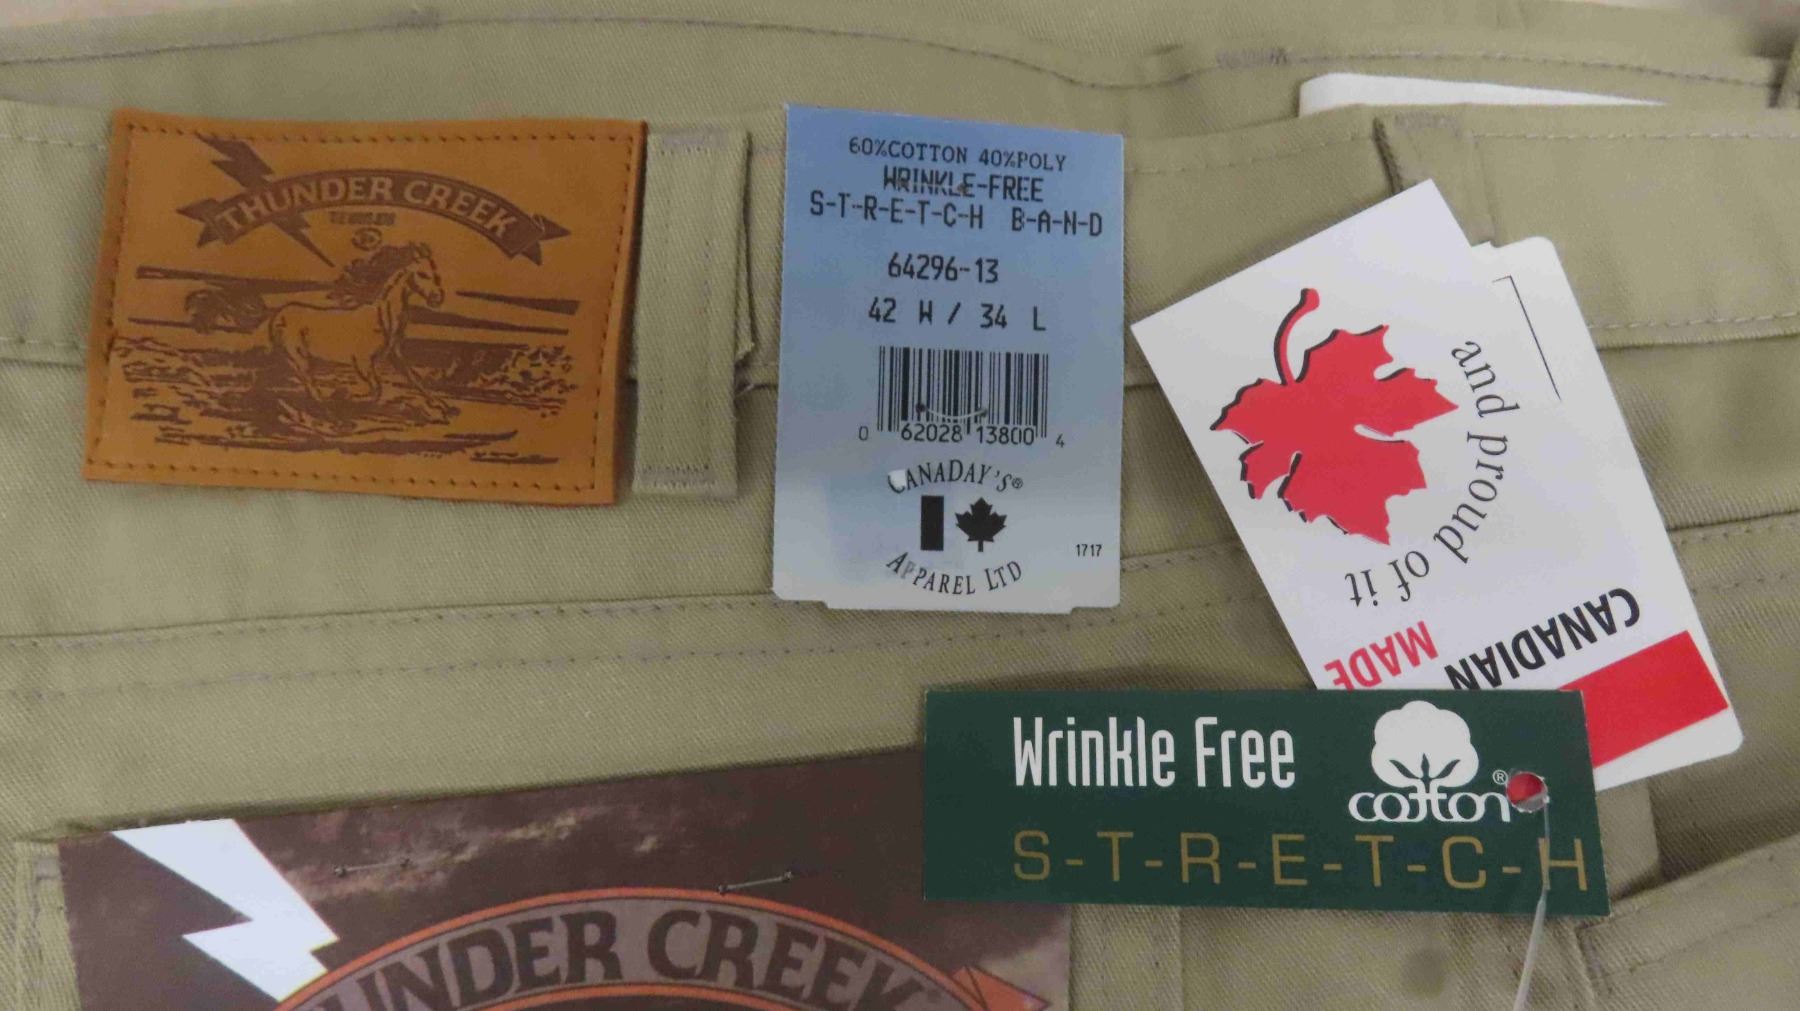 THUNDER CREEK
60%COTTON 40%POLY
WRINKLE-FREE
S-T-R-E-T-C-H B-A-N-D
64296-13
42 W / 34 L
0 62028 13800 4
CANADAY'S®
APPAREL LTD
1717
and proud of it
CANADIAN
MADE
Wrinkle Free
cotton®
S-T-R-E-T-C-H
UNDER CREEK